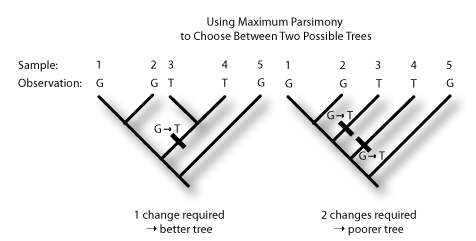 Using Maximum Parsimony
to Choose Between Two Possible Trees
Sample: 1 2 3 4 5 1 2 3 4 5
Observation: G G T T G G G T T G
G→T
G→T
G→T
1 change required
→ better tree
2 changes required
→ poorer tree